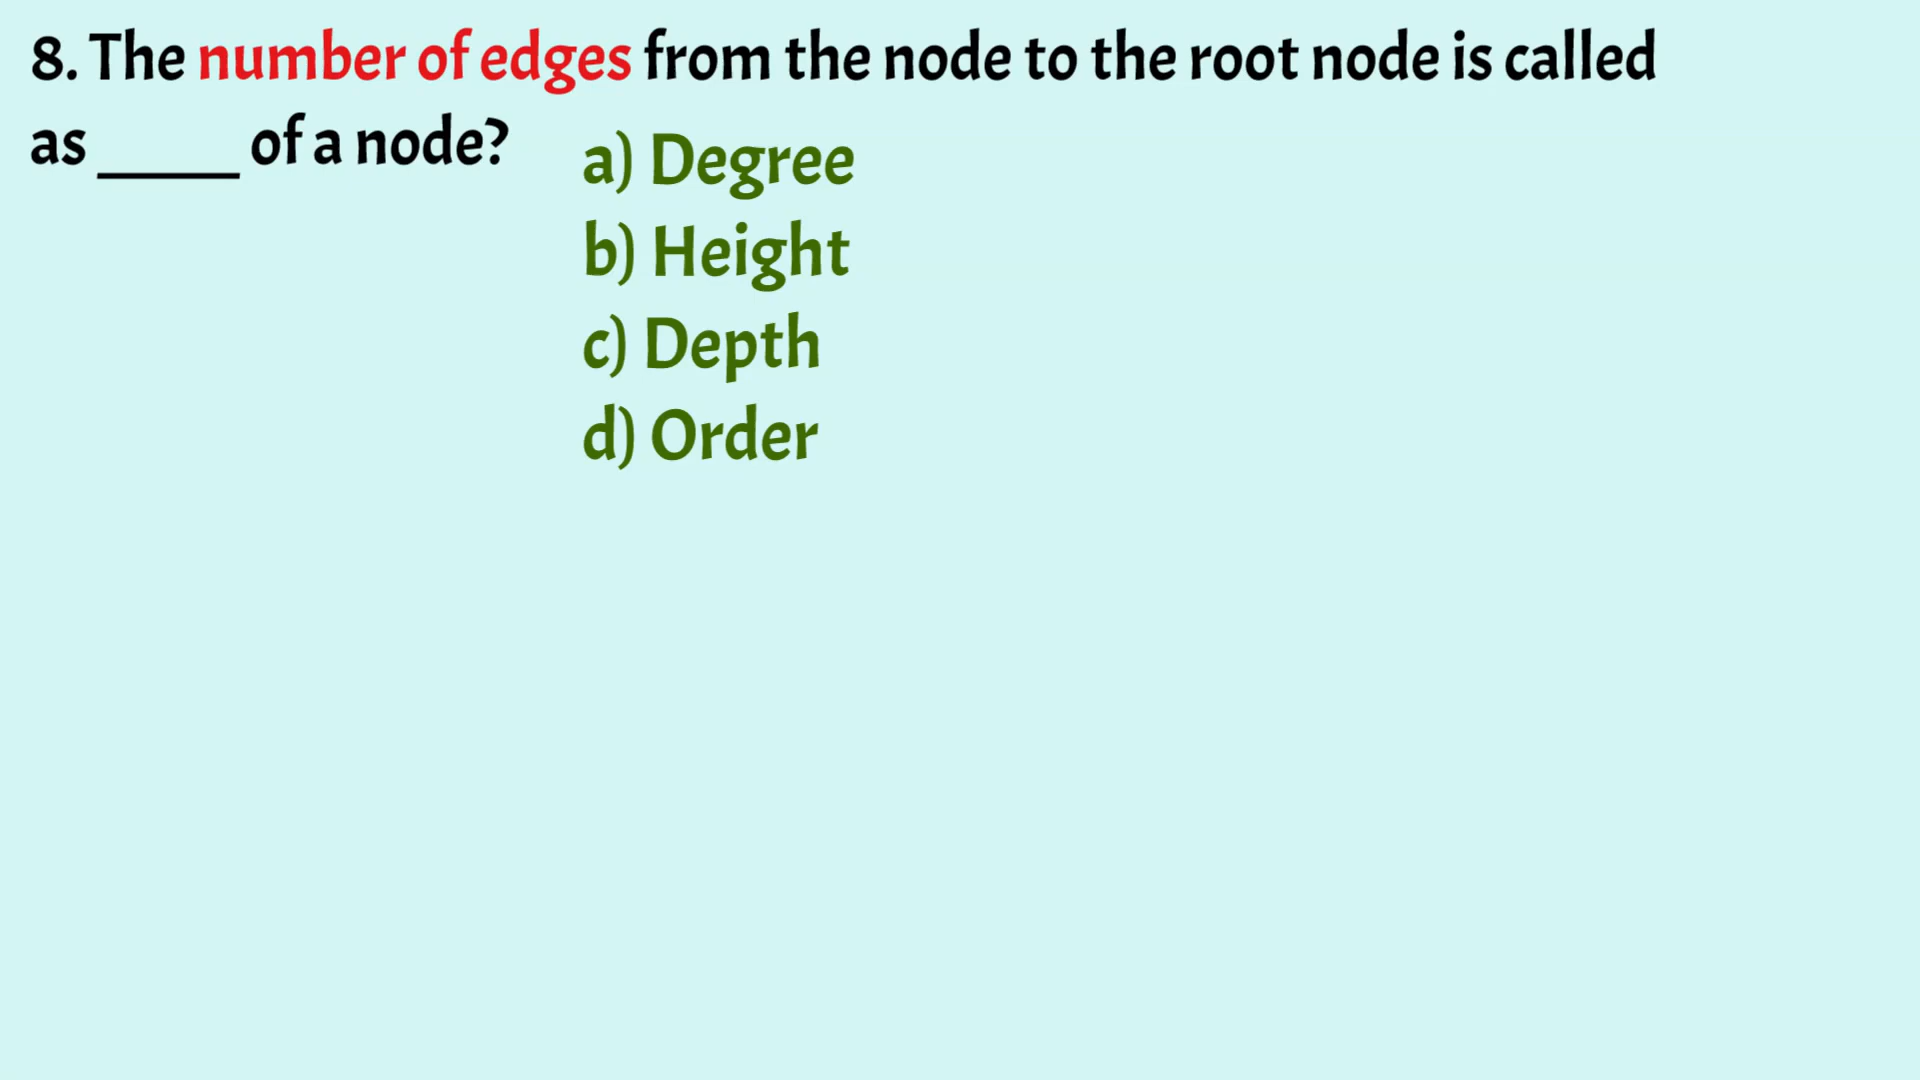 8. The number of edges from the node to the root node is called
as _____ of a node?
a) Degree
b) Height
c) Depth
d) Order